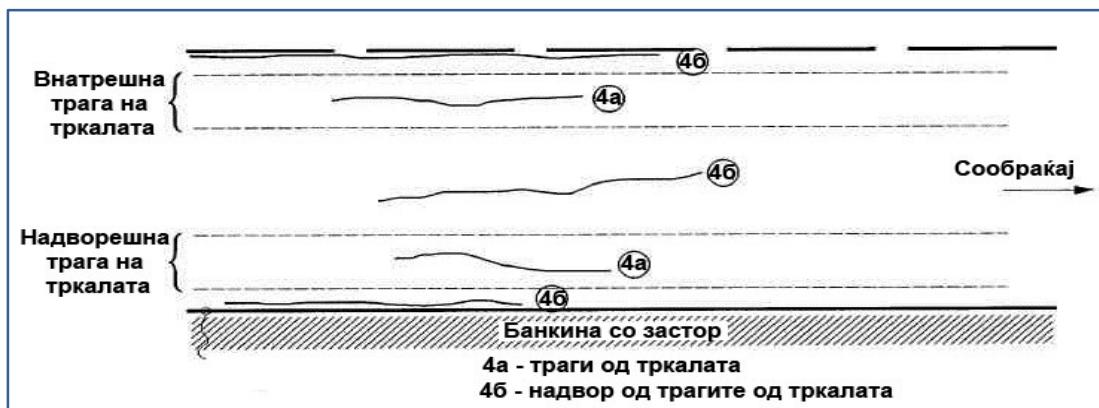 4б
Внатрешна
трага на
тркалата
4а
4б
Сообраќај
Надворешна
трага на
тркалата
4а
4б
Банкина со застор
4а - траги од тркалата
4б - надвор од трагите од тркалата